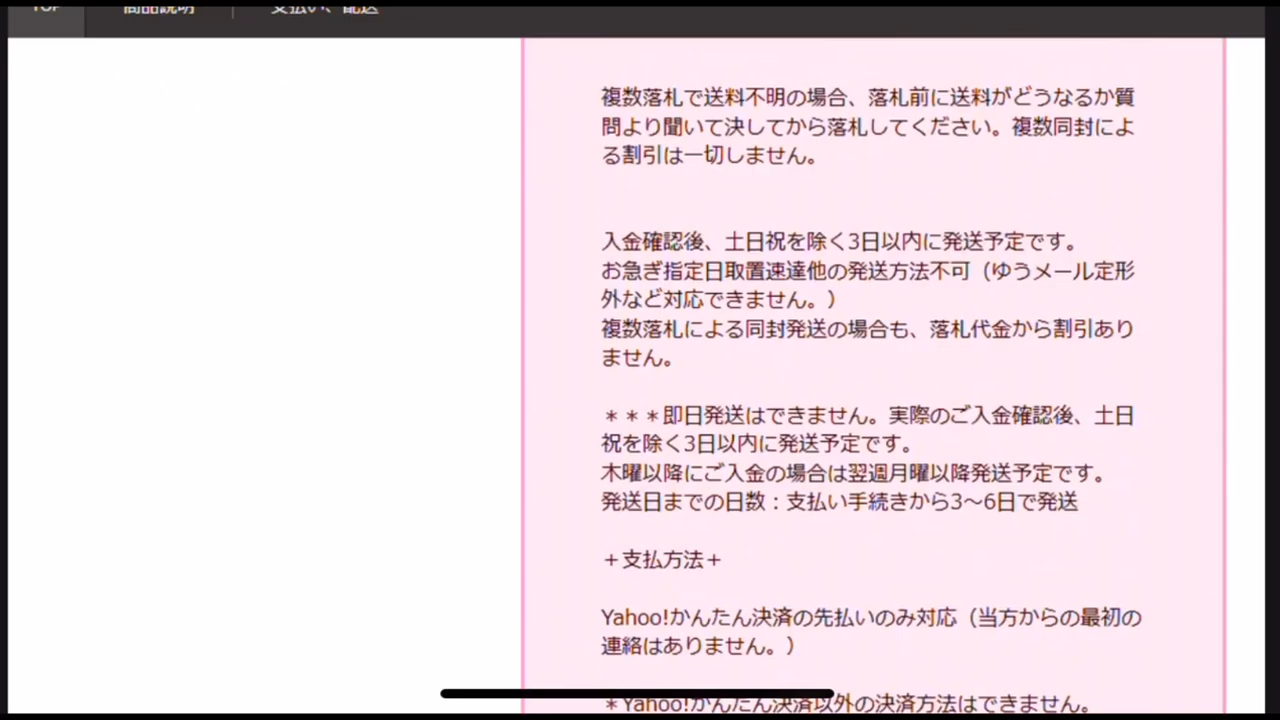 TOP 商品説明 支払い、配送
複数落札で送料不明の場合、落札前に送料がどうなるか質
問より聞いて決してから落札してください。複数同封によ
る割引は一切しません。
入金確認後、土日祝を除く3日以内に発送予定です。
お急ぎ指定日取置速達他の発送方法不可（ゆうメール定形
外など対応できません。）
複数落札による同封発送の場合も、落札代金から割引あり
ません。
＊＊＊即日発送はできません。実際のご入金確認後、土日
祝を除く3日以内に発送予定です。
木曜以降にご入金の場合は翌週月曜以降発送予定です。
発送日までの日数：支払い手続きから3～6日で発送
＋支払方法＋
Yahoo!かんたん決済の先払いのみ対応（当方からの最初の
連絡はありません。）
＊Yahoo!かんたん決済以外の決済方法はできません。